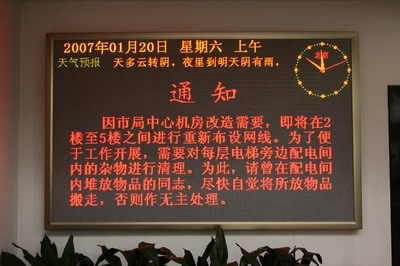 2007年01月20日 星期六 上午
天气预报 天多云转阴，夜里到明天阴有雨，
北京
通知
因市局中心机房改造需要，即将在2
楼至5楼之间进行重新布设网线。为了便
于工作开展，需要对每层电梯旁边配电间
内的杂物进行清理。为此，请曾在配电间
内堆放物品的同志，尽快自觉将所放物品
搬走，否则作无主处理。